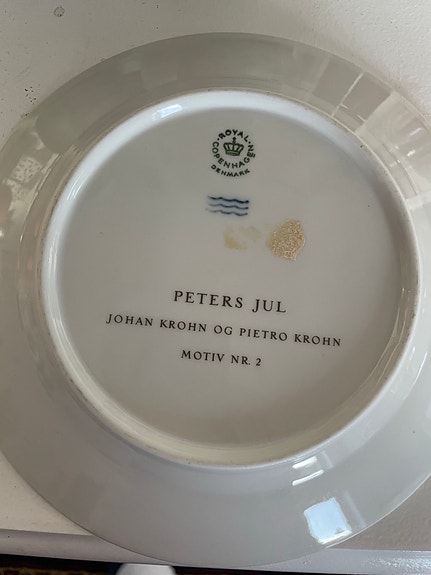 ROYAL
COPENHAGEN
DENMARK
PETERS JUL
JOHAN KROHN OG PIETRO KROHN
MOTIV NR. 2